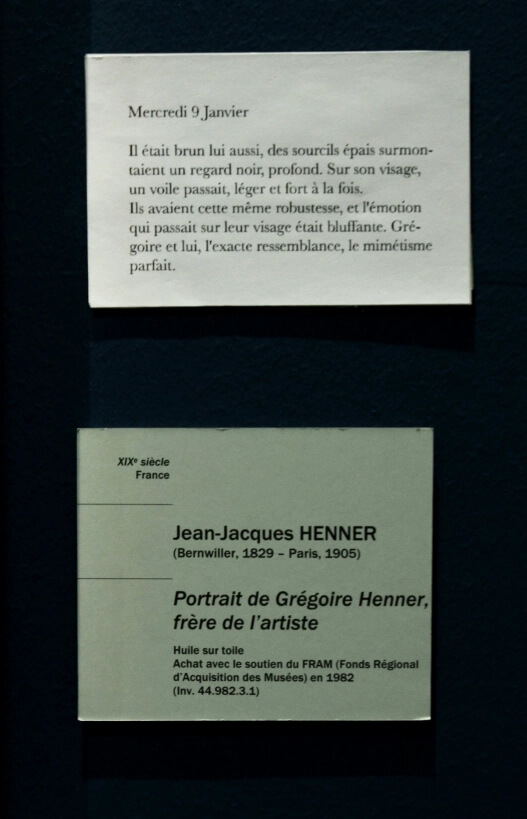 Mercredi 9 Janvier
Il était brun lui aussi, des sourcils épais surmon-
taient un regard noir, profond. Sur son visage,
un voile passait, léger et fort à la fois.
Ils avaient cette même robustesse, et l'émotion
qui passait sur leur visage était bluffante. Gré-
goire et lui, l'exacte ressemblance, le mimétisme
parfait.
XIXe siècle
France
Jean-Jacques HENNER
(Bernwiller, 1829 – Paris, 1905)
Portrait de Grégoire Henner,
frère de l'artiste
Huile sur toile
Achat avec le soutien du FRAM (Fonds Régional
d'Acquisition des Musées) en 1982
(Inv. 44.982.3.1)